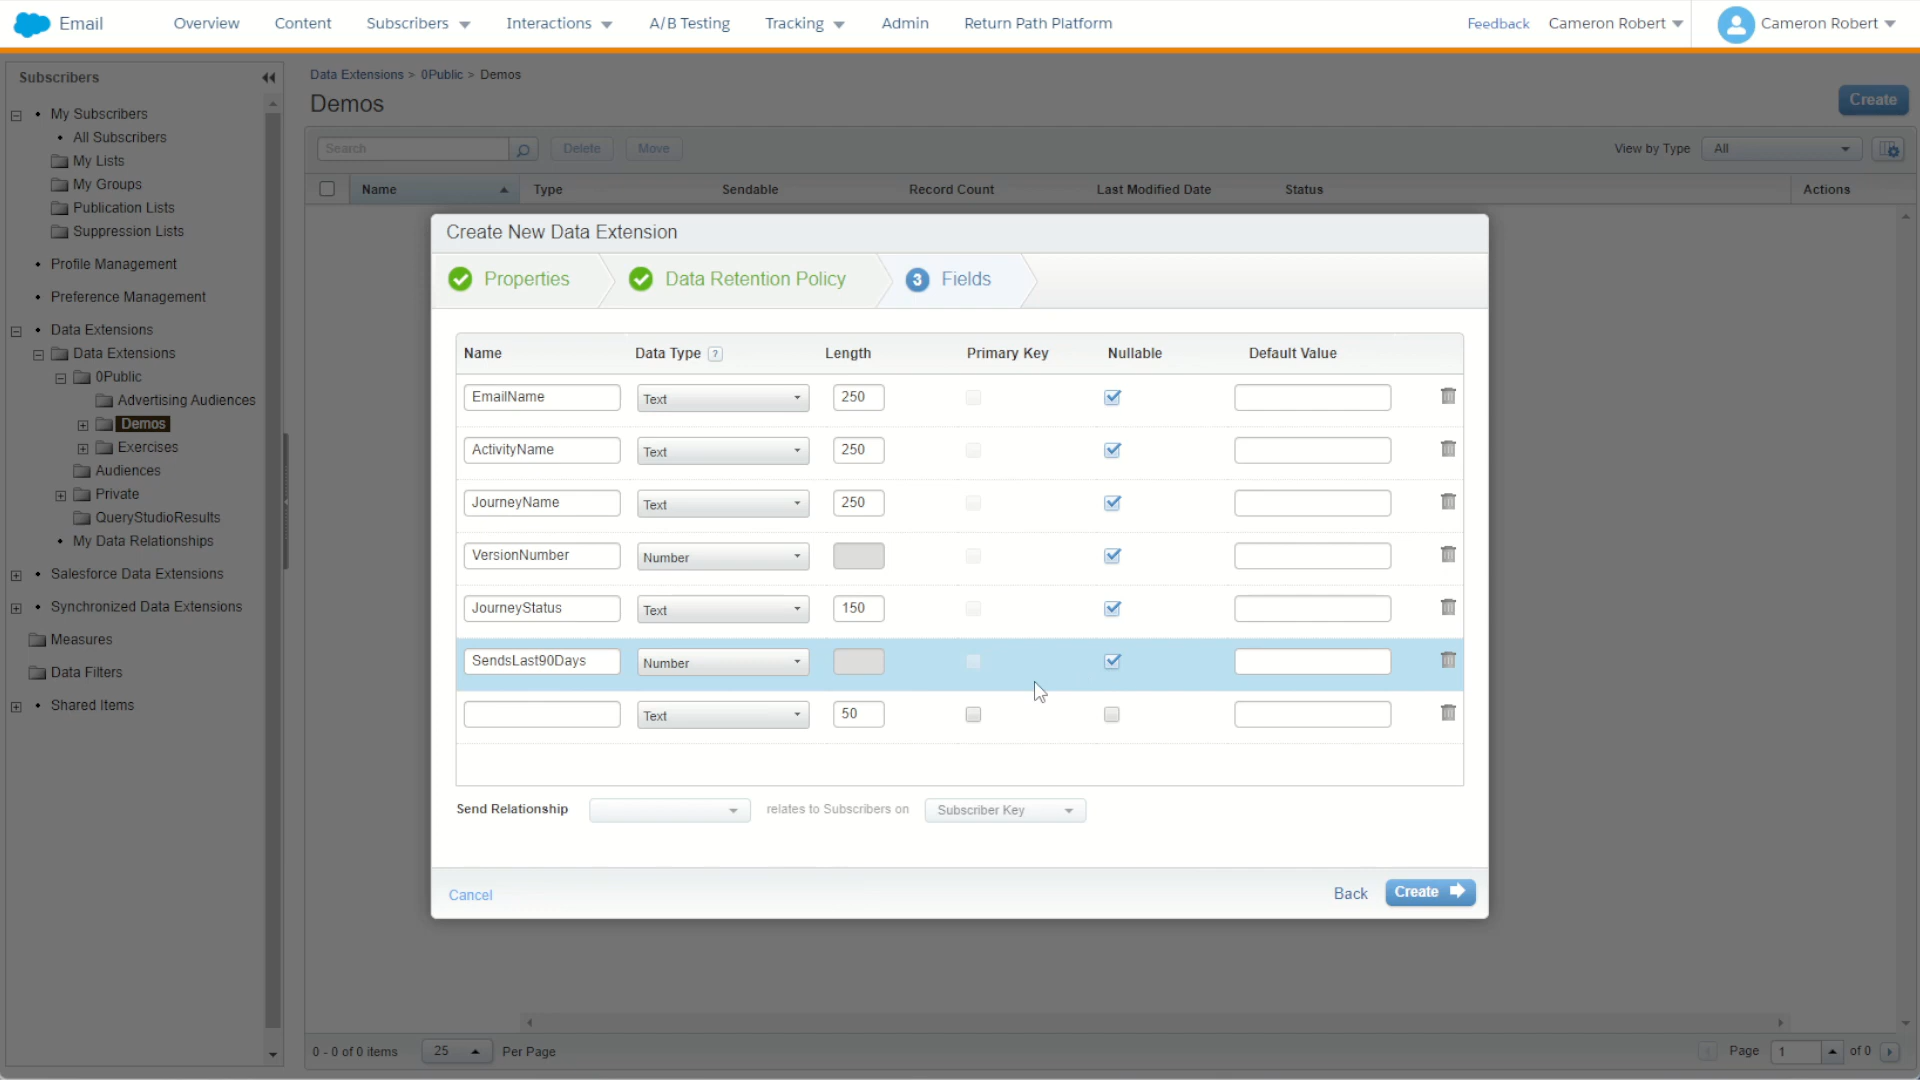 Email Overview Content Subscribers Interactions A/B Testing Tracking Admin Return Path Platform Feedback Cameron Robert Cameron Robert
Subscribers
My Subscribers
All Subscribers
My Lists
My Groups
Publication Lists
Suppression Lists
Profile Management
Preference Management
Data Extensions
Data Extensions
0Public
Advertising Audiences
Demos
Exercises
Audiences
Private
QueryStudioResults
My Data Relationships
Salesforce Data Extensions
Synchronized Data Extensions
Measures
Data Filters
Shared Items
Data Extensions > 0Public > Demos
Demos
Create
Search Delete Move View by Type All
Name Type Sendable Record Count Last Modified Date Status Actions
Create New Data Extension
Properties Data Retention Policy 3 Fields
Name Data Type ? Length Primary Key Nullable Default Value
EmailName Text 250
ActivityName Text 250
JourneyName Text 250
VersionNumber Number
JourneyStatus Text 150
SendsLast90Days Number
Text 50
Send Relationship relates to Subscribers on Subscriber Key
Cancel Back Create
0 - 0 of 0 items 25 Per Page Page 1 of 0